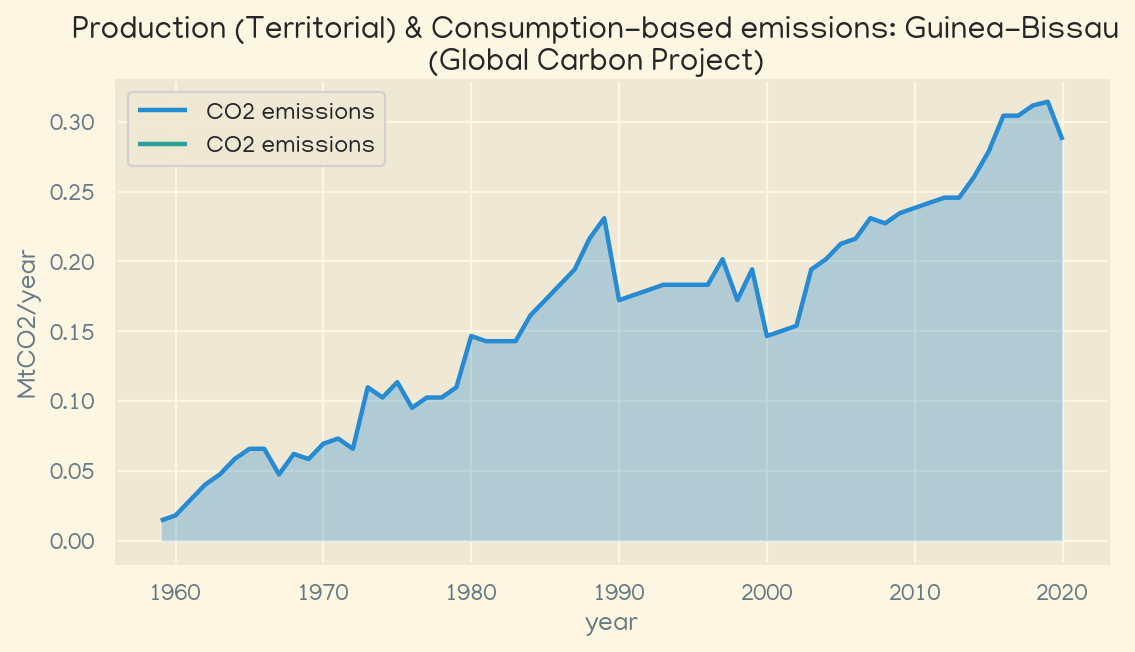 Production (Territorial) & Consumption-based emissions: Guinea-Bissau
(Global Carbon Project)
CO2 emissions
CO2 emissions
MtCO2/year
0.30
0.25
0.20
0.15
0.10
0.05
0.00
1960 1970 1980 1990 2000 2010 2020
year